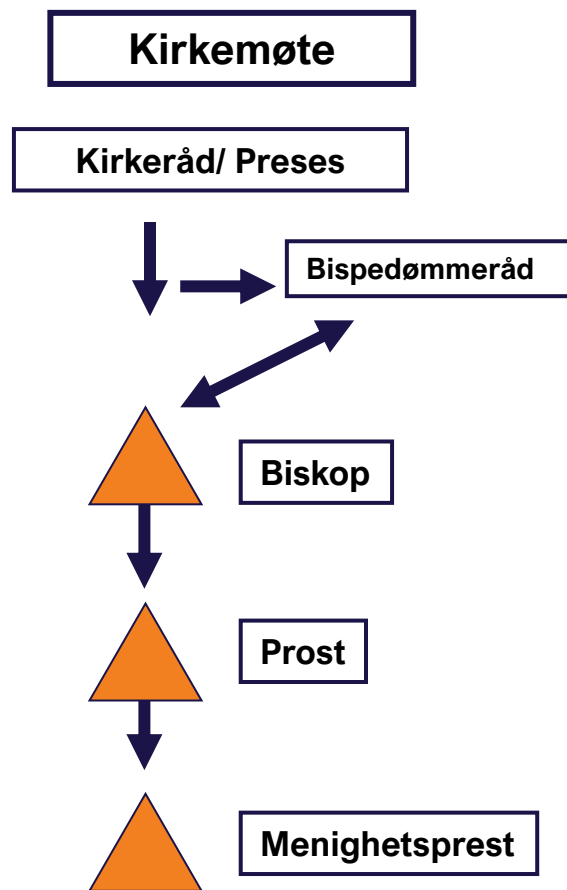 Kirkemøte
Kirkeråd/ Preses
Bispedømmeråd
Biskop
Prost
Menighetsprest